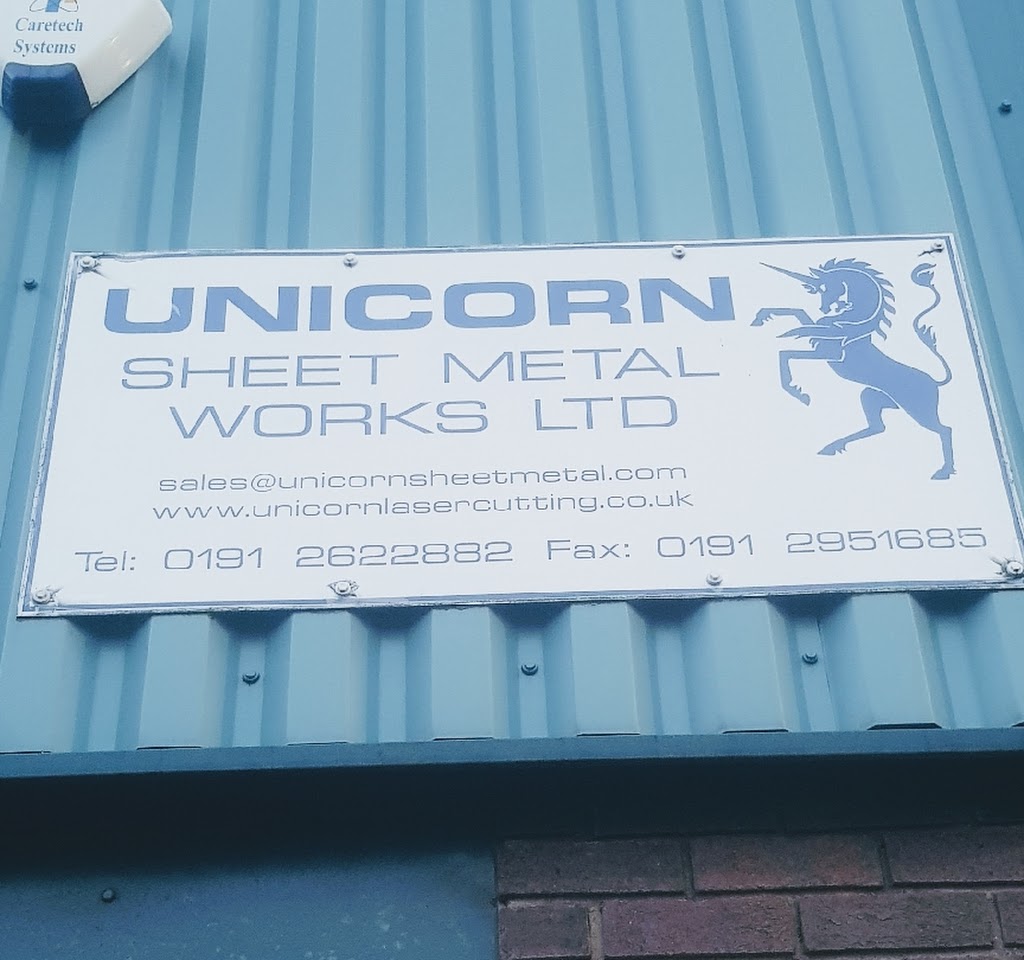 Caretech
Systems
UNICORN
SHEET METAL
WORKS LTD
sales@unicornsheetmetal.com
www.unicornlasercutting.co.uk
Tel: 0191 2622882 Fax: 0191 2951685